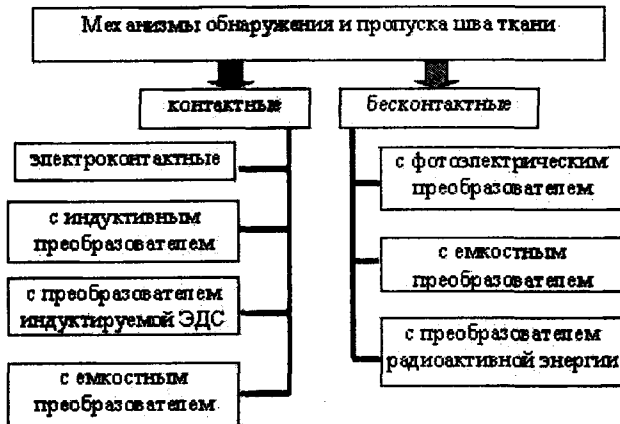 Механизмы обнаружения и пропуска шва ткани
контактные
бесконтактные
электроконтактные
с индуктивным
преобразователем
с преобразователем
индуктируемой ЭДС
с емкостным
преобразователем
с фотоэлектрическим
преобразователем
с емкостным
преобразователем
с преобразователем
радиоактивной энергии